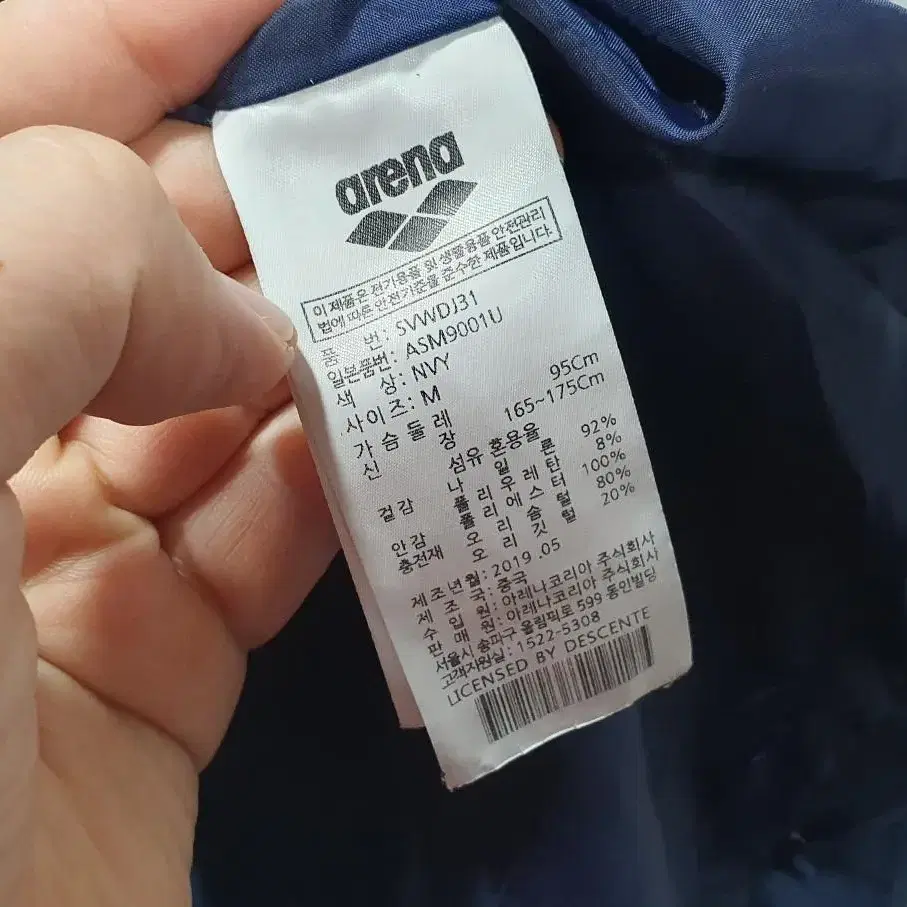 arena
이 제품은 전기용품 및 생활용품 안전관리
법에 따른 안전기준을 준수한 제품입니다.
품 번: SVWDJ31
일본품번: ASM9001U
색 상: NVY
사이즈: M
가슴둘레 95Cm
신 장 165~175Cm
섬유 혼용율
겉감 나 일 론 92%
폴리우레탄 8%
안감 폴리에스터 100%
충전재 오 리 솜 털 80%
오 리 깃 털 20%
제조년월: 2019.05
제 조 국: 중국
수 입 원: 아레나코리아 주식회사
판 매 원: 아레나코리아 주식회사
서울시 송파구 올림픽로 599 동인빌딩
고객지원실: 1522-5308
LICENSED BY DESCENTE